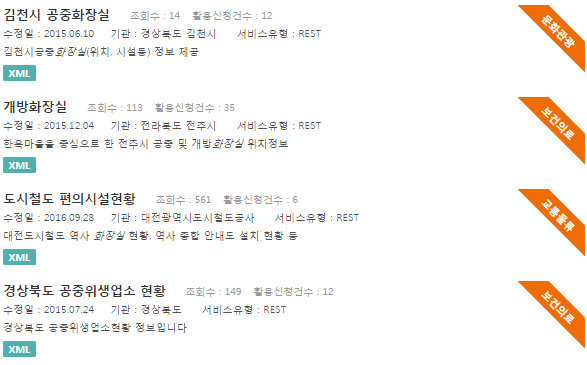 김천시 공중화장실 조회수 : 14 활용신청건수 : 12
문화관광
수정일 : 2015.06.10 기관 : 경상북도 김천시 서비스유형 : REST
김천시공중화장실(위치, 시설등) 정보 제공
XML
개방화장실 조회수 : 113 활용신청건수 : 35
보건의료
수정일 : 2015.12.04 기관 : 전라북도 전주시 서비스유형 : REST
한옥마을을 중심으로 한 전주시 공중 및 개방화장실 위치정보
XML
도시철도 편의시설현황 조회수 : 561 활용신청건수 : 6
교통물류
수정일 : 2016.09.28 기관 : 대전광역시도시철도공사 서비스유형 : REST
대전도시철도 역사 화장실 현황, 역사 종합 안내도 설치 현황 등
XML
경상북도 공중위생업소 현황 조회수 : 149 활용신청건수 : 12
보건의료
수정일 : 2015.07.24 기관 : 경상북도 서비스유형 : REST
경상북도 공중위생업소현황 정보입니다
XML